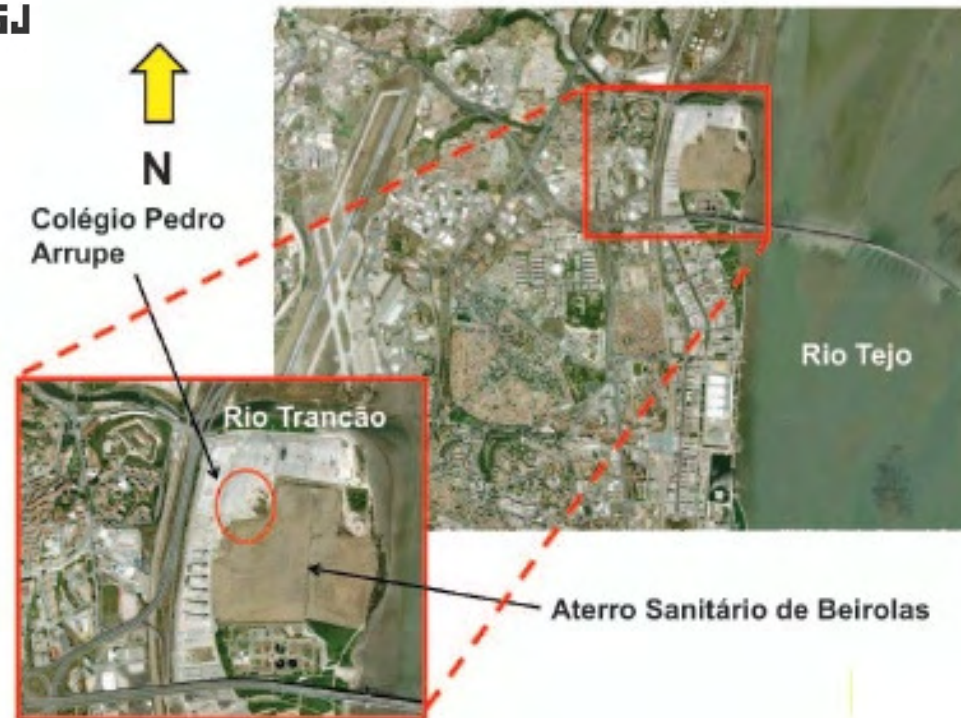 N
Colégio Pedro
Arrupe
Rio Tejo
Rio Trancão
Aterro Sanitário de Beirolas